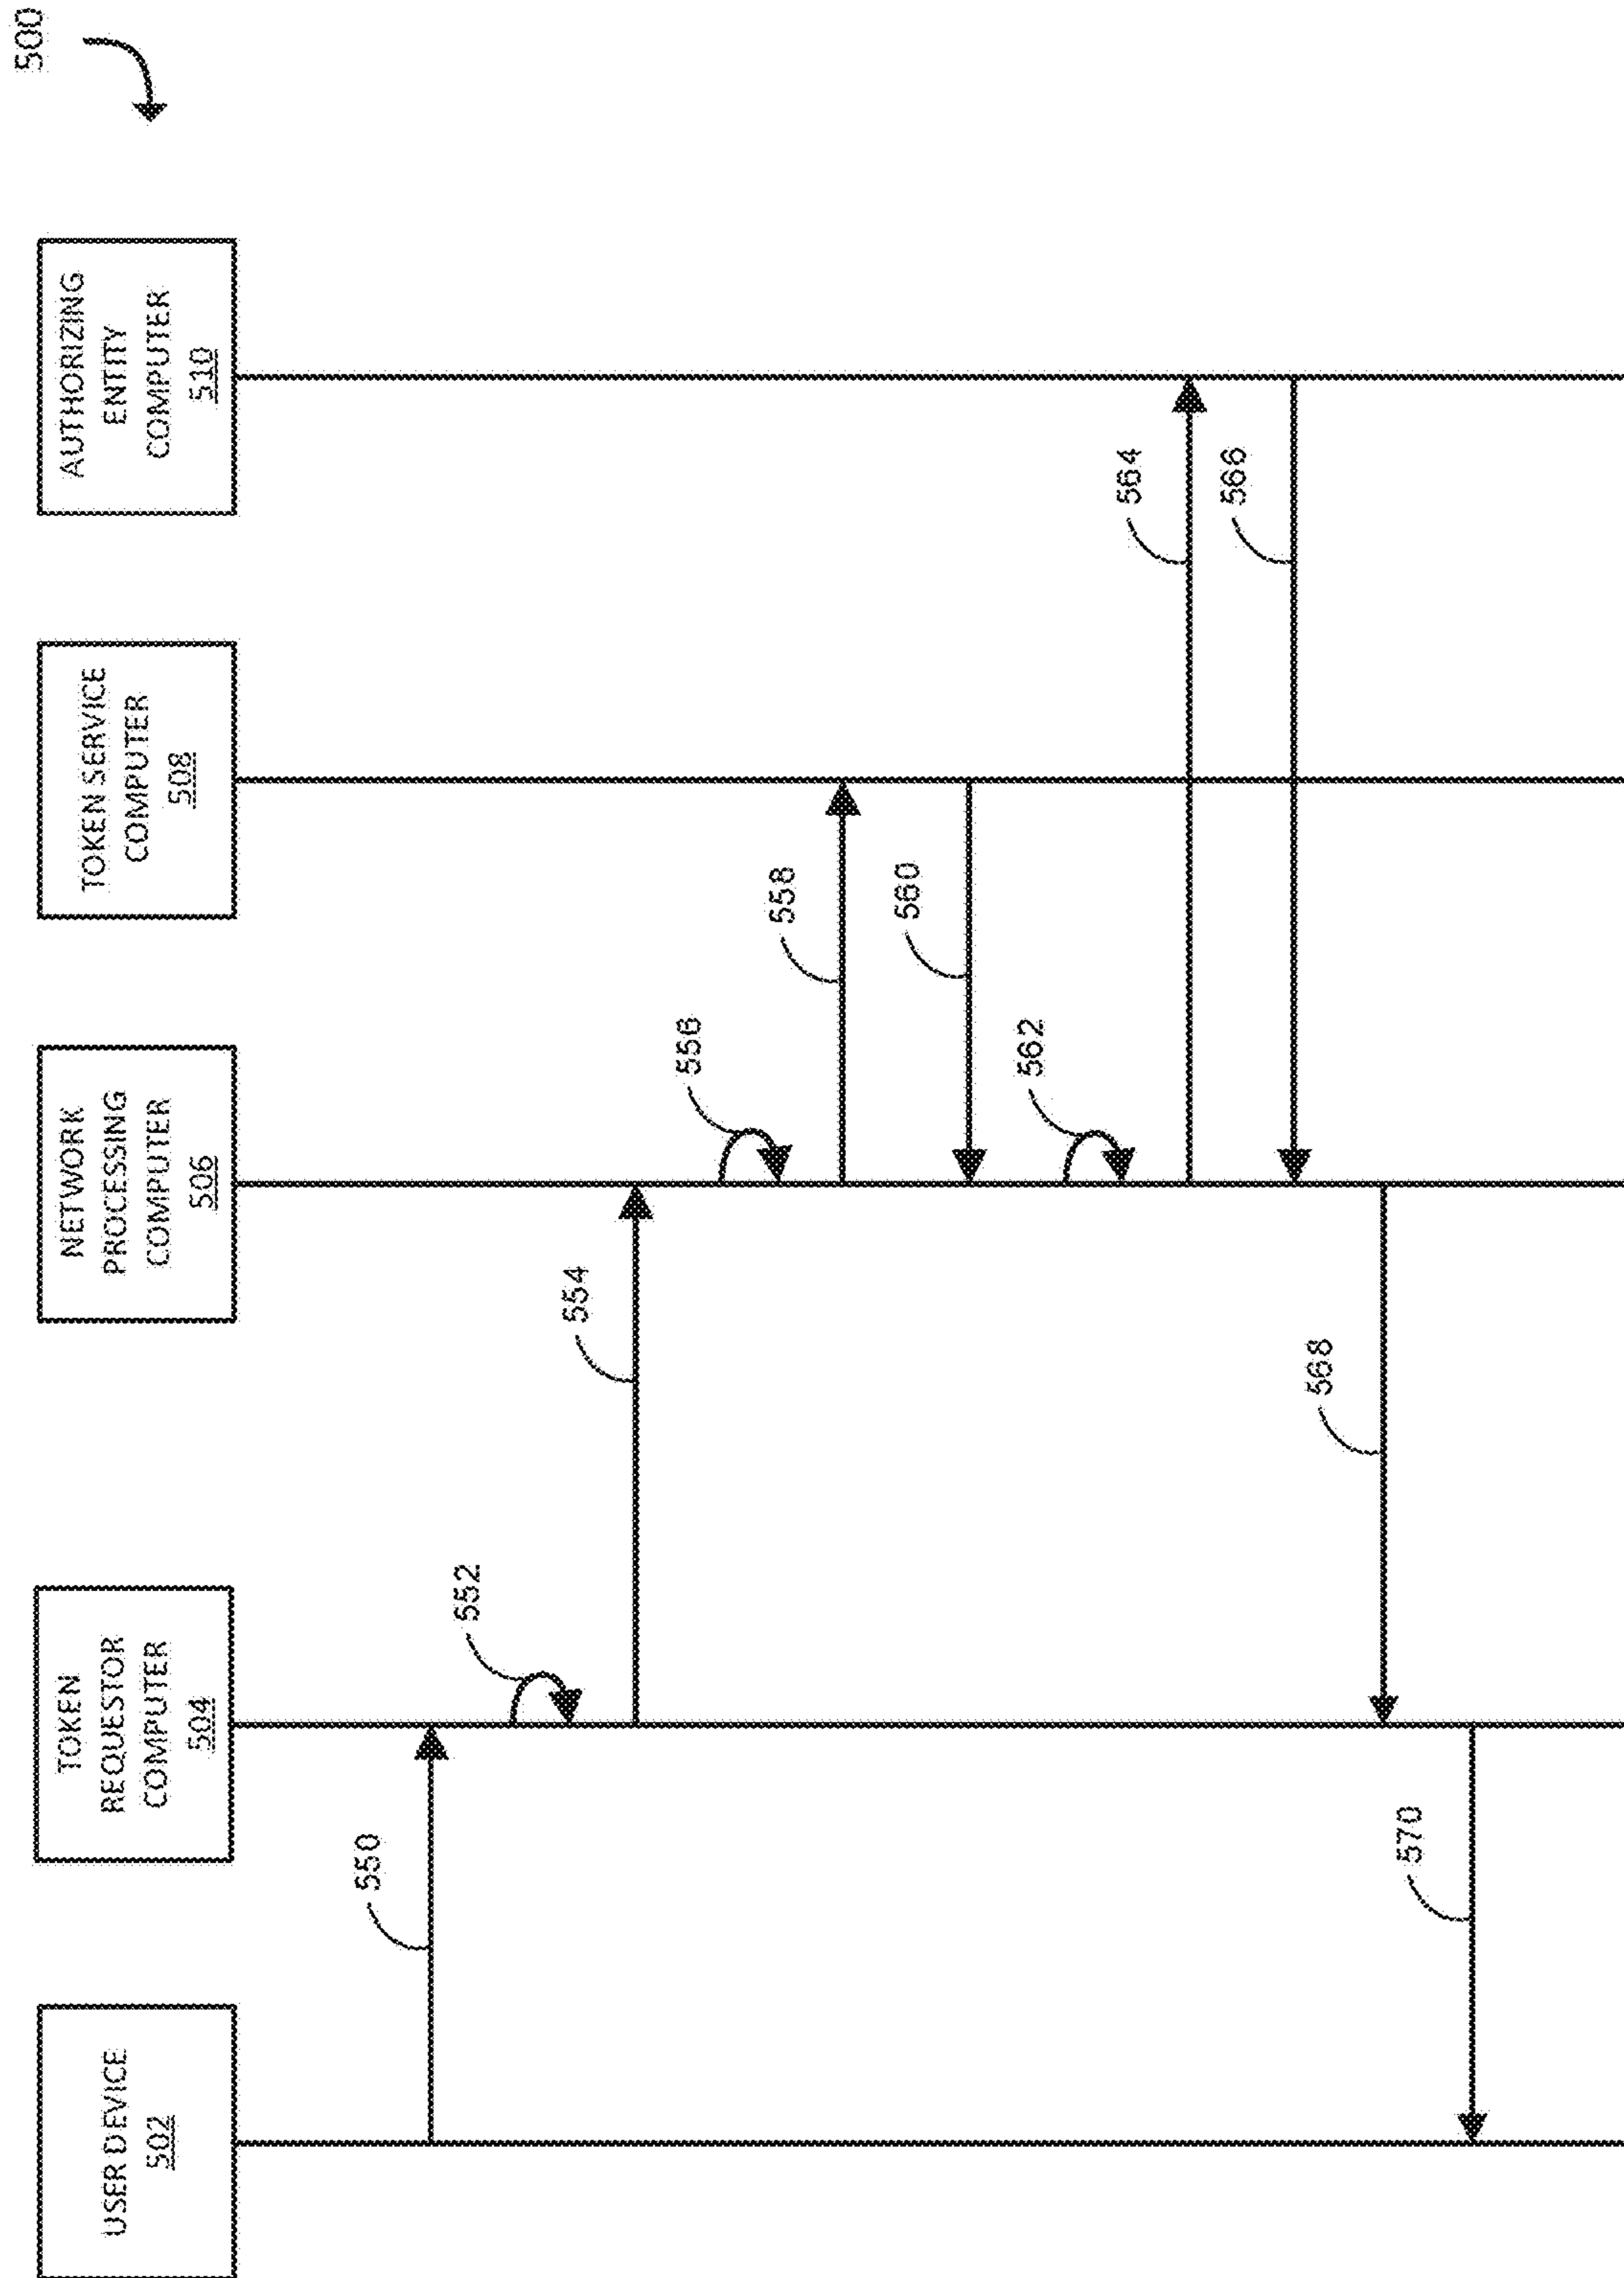 500
USER DEVICE
502
TOKEN
REQUESTOR
COMPUTER
504
NETWORK
PROCESSING
COMPUTER
506
TOKEN SERVICE
COMPUTER
508
AUTHORIZING
ENTITY
COMPUTER
510
550
552
554
556
558
560
562
564
566
568
570